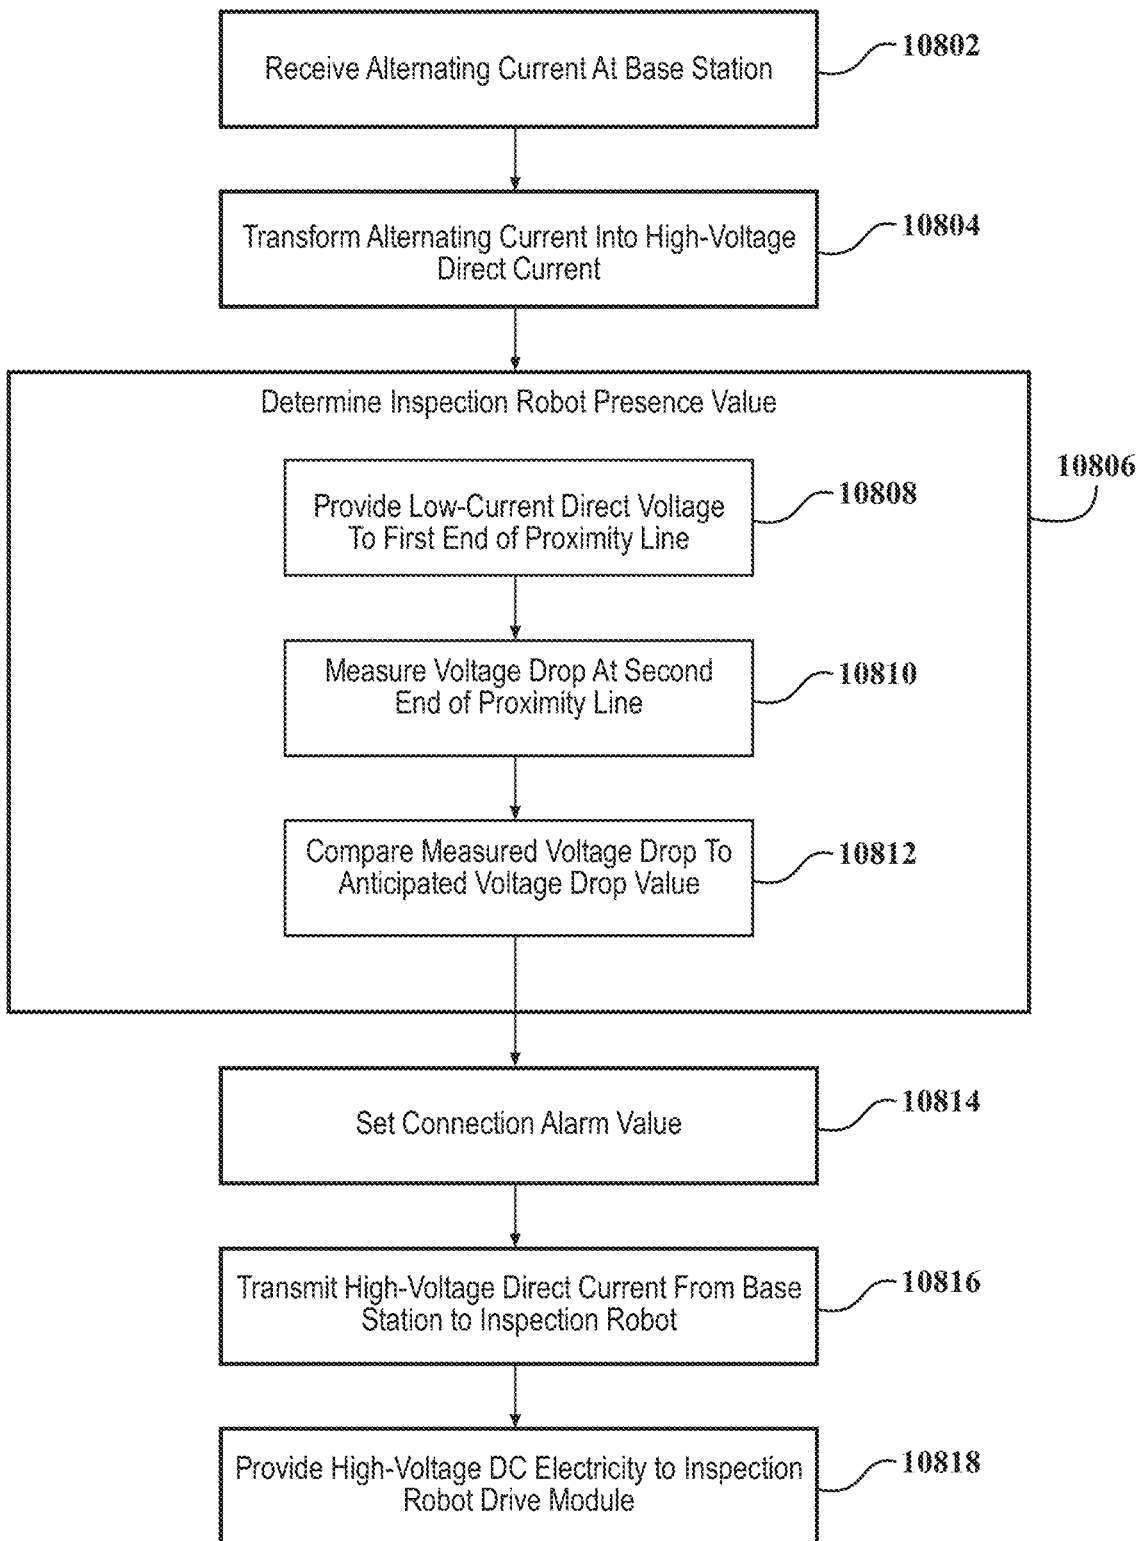 Receive Alternating Current At Base Station
10802
Transform Alternating Current Into High-Voltage
Direct Current
10804
Determine Inspection Robot Presence Value
10806
Provide Low-Current Direct Voltage
To First End of Proximity Line
10808
Measure Voltage Drop At Second
End of Proximity Line
10810
Compare Measured Voltage Drop To
Anticipated Voltage Drop Value
10812
Set Connection Alarm Value
10814
Transmit High-Voltage Direct Current From Base
Station to Inspection Robot
10816
Provide High-Voltage DC Electricity to Inspection
Robot Drive Module
10818